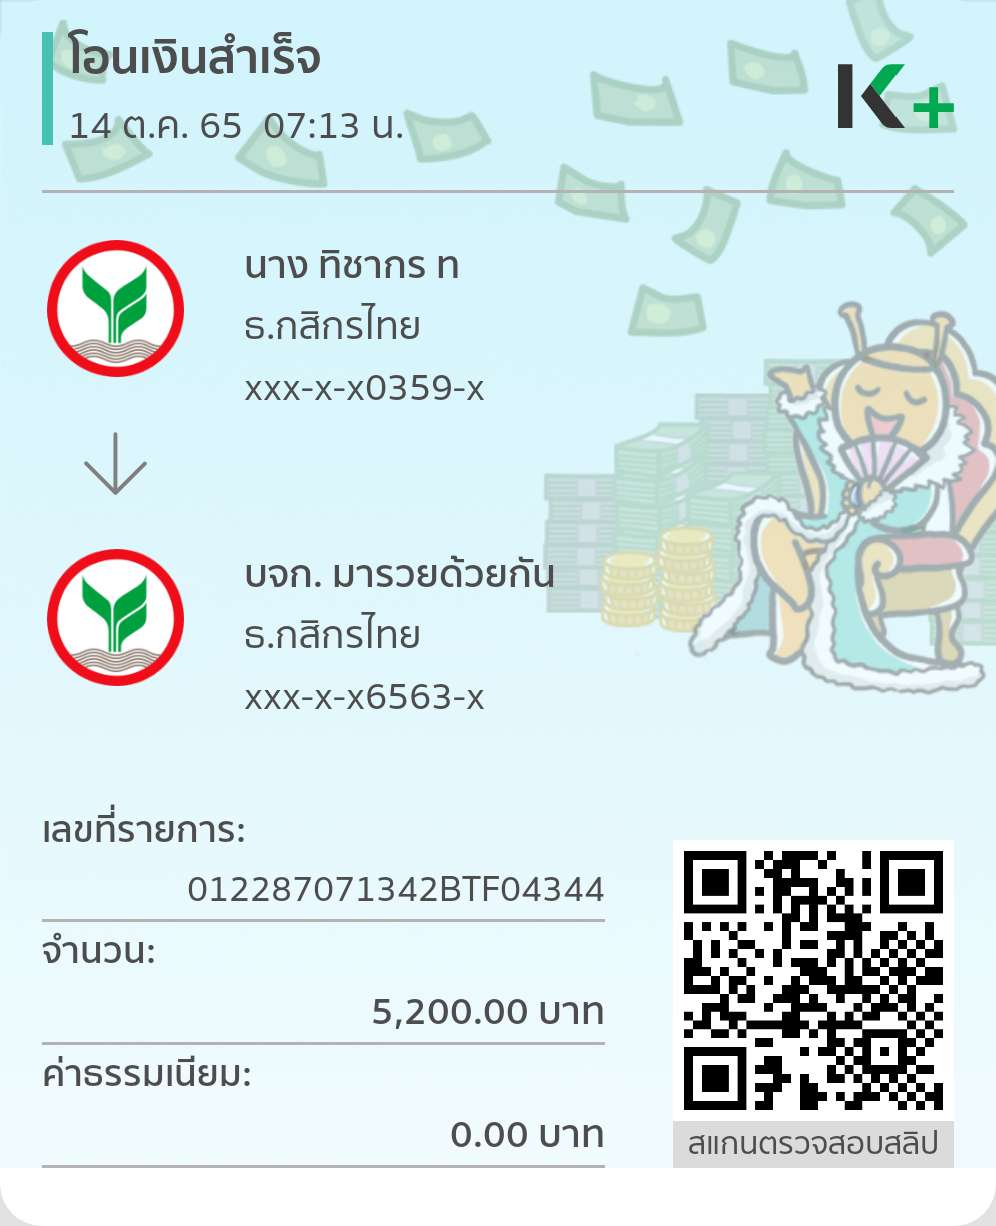 โอนเงินสำเร็จ
14 ต.ค. 65  07:13 น.
K+
นาง ทิชากร ท
ธ.กสิกรไทย
xxx-x-x0359-x
บจก. มารวยด้วยกัน
ธ.กสิกรไทย
xxx-x-x6563-x
เลขที่รายการ:
012287071342BTF04344
จำนวน:
5,200.00 บาท
ค่าธรรมเนียม:
0.00 บาท
สแกนตรวจสอบสลิป